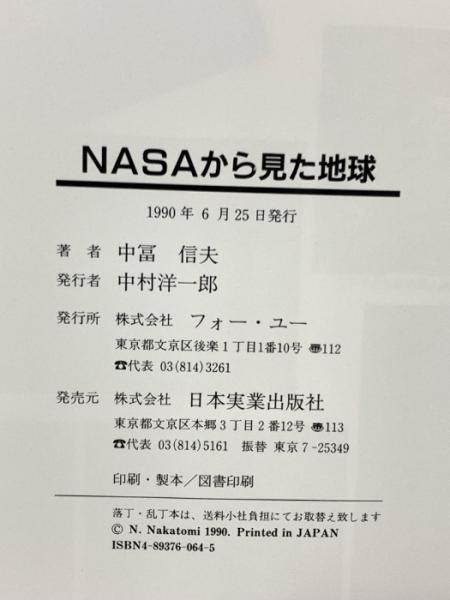 NASAから見た地球
1990年6月25日発行
著者 中冨 信夫
発行者 中村洋一郎
発行所 株式会社 フォー・ユー
東京都文京区後楽1丁目1番10号 〠112
☎代表 03(814)3261
発売元 株式会社 日本実業出版社
東京都文京区本郷3丁目2番12号 〠113
☎代表 03(814)5161 振替 東京7-25349
印刷・製本/図書印刷
落丁・乱丁本は、送料小社負担にてお取替え致します
© N. Nakatomi 1990. Printed in JAPAN
ISBN4-89376-064-5